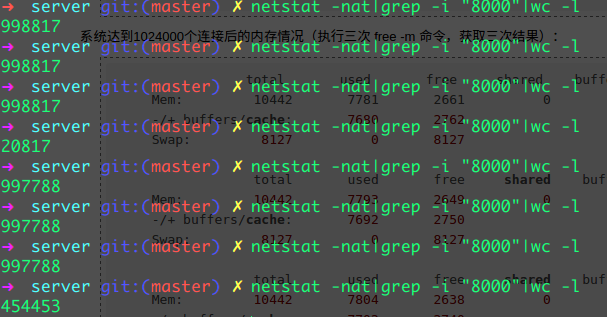 → server git:(master) ✗ netstat -nat|grep -i "8000"|wc -l
998817
系统达到1024000个连接后的内存情况（执行三次 free -m 命令，获取三次结果）：
→ server git:(master) ✗ netstat -nat|grep -i "8000"|wc -l
998817
total used free shared buff
→ server git:(master) ✗ netstat -nat|grep -i "8000"|wc -l
Mem: 10442 7781 2661 0
998817
-/+ buffers/cache: 7680 2762
→ server git:(master) ✗ netstat -nat|grep -i "8000"|wc -l
Swap: 8127 0 8127
20817
→ server git:(master) ✗ netstat -nat|grep -i "8000"|wc -l
total used free shared buff
997788
Mem: 10442 7793 2649 0
→ server git:(master) ✗ netstat -nat|grep -i "8000"|wc -l
-/+ buffers/cache: 7692 2750
997788
Swap: 8127 0 8127
→ server git:(master) ✗ netstat -nat|grep -i "8000"|wc -l
997788
total used free shared buff
→ server git:(master) ✗ netstat -nat|grep -i "8000"|wc -l
Mem: 10442 7804 2638 0
454453